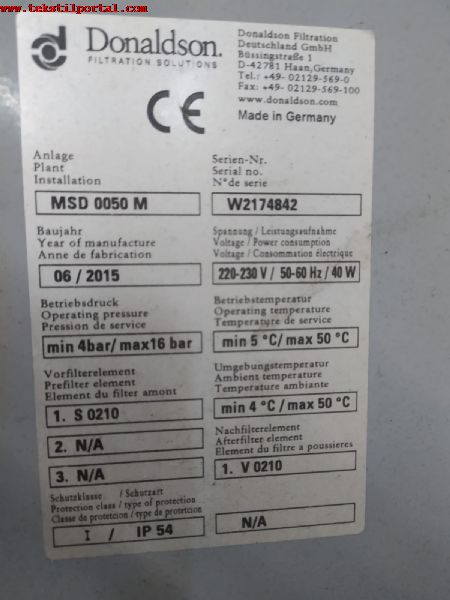 www.tekstilportal.com
Donaldson.
FILTRATION SOLUTIONS
Donaldson Filtration
Deutschland GmbH
Büssingstraße 1
D-42781 Haan,Germany
Tel.: +49- 02129-569-0
Fax: +49- 02129-569-100
www.donaldson.com
CE
Made in Germany
Anlage
Plant
Installation
MSD 0050 M
Serien-Nr.
Serial no.
N°de serie
W2174842
Baujahr
Year of manufacture
Anne de fabrication
06 / 2015
Spannung / Leistungsaufnahme
Voltage / Power consumption
Voltage / Consommation électrique
220-230 V / 50-60 Hz / 40 W
Betriebsdruck
Operating pressure
Pression de service
min 4bar/ max16 bar
Betriebstemperatur
Operating temperature
Temperature de service
min 5 °C/ max 50 °C
Vorfilterelement
Prefilter element
Element du filter amont
1. S 0210
2. N/A
3. N/A
Umgebungstemperatur
Ambient temperature
Temperature ambiante
min 4 °C / max 50 °C
Nachfilterelement
Afterfilter element
Element du filtre a poussieres
1. V 0210
Schutzklasse / Schutzart
Protection class / type of protection
Classe de protetcion / type de protetcion
I / IP 54
N/A